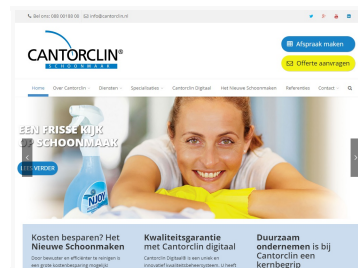 Bel ons: 088 00188 00 info@cantorclin.nl
CANTORCLIN®
SCHOONMAAK
Afspraak maken
Offerte aanvragen
Home Over Cantorclin Diensten Specialisaties Cantorclin Digitaal Het Nieuwe Schoonmaken Referenties Contact
EEN FRISSE KIJK
OP SCHOONMAAK
LEES VERDER
NJOY
Kosten besparen? Het
Nieuwe Schoonmaken
Door bewuster en efficiënter te reinigen is
een grote kostenbesparing mogelijk!
Kwaliteitsgarantie
met Cantorclin digitaal
Cantorclin Digitaal® is een uniek en
innovatief kwaliteitsbeheersysteem. U heeft
Duurzaam
ondernemen is bij
Cantorclin een
kernbegrip